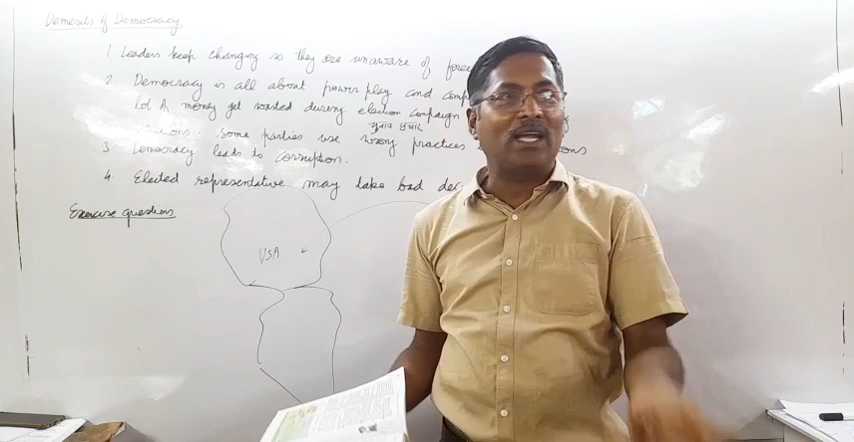 Demerits of Democracy
1 Leaders keep changing so they are unaware of
2. Democracy is all about power play and
Lot A money get wasted during election campaign
चुनाव प्रचार
Some parties use wrong practices
3 Democracy leads to Corruption.
4. Elected representative may take bad
Exercise questions
USA